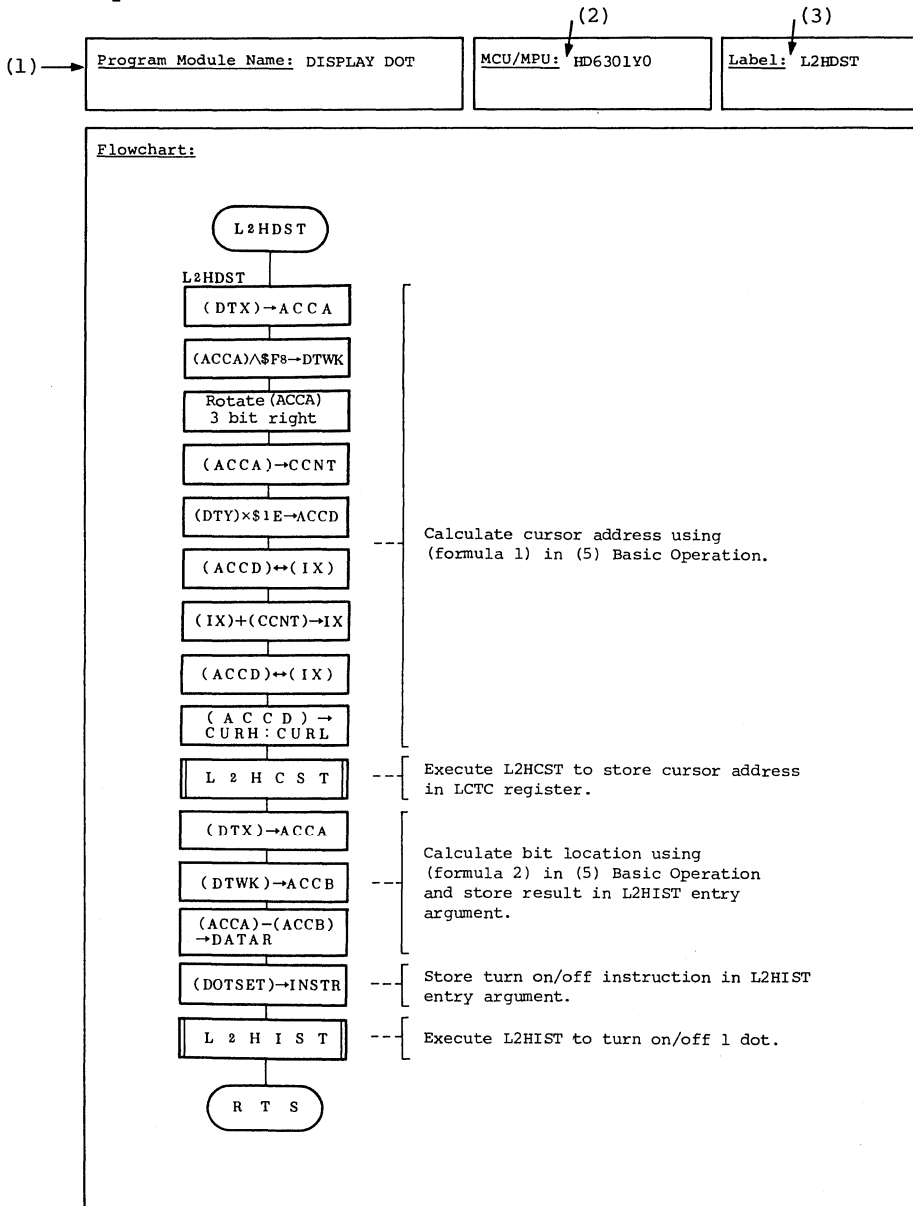 (2)
(3)
(1)
Program Module Name: DISPLAY DOT
MCU/MPU: HD6301Y0
Label: L2HDST
Flowchart:
L2HDST
L2HDST
(DTX)→ACCA
(ACCA)∧$F8→DTWK
Rotate (ACCA)
3 bit right
(ACCA)→CCNT
(DTY)×$1E→ACCD
(ACCD)↔(IX)
(IX)+(CCNT)→IX
(ACCD)↔(IX)
(ACCD)→
CURH:CURL
Calculate cursor address using
(formula 1) in (5) Basic Operation.
L2HCST
Execute L2HCST to store cursor address
in LCTC register.
(DTX)→ACCA
(DTWK)→ACCB
(ACCA)−(ACCB)
→DATAR
Calculate bit location using
(formula 2) in (5) Basic Operation
and store result in L2HIST entry
argument.
(DOTSET)→INSTR
Store turn on/off instruction in L2HIST
entry argument.
L2HIST
Execute L2HIST to turn on/off 1 dot.
RTS